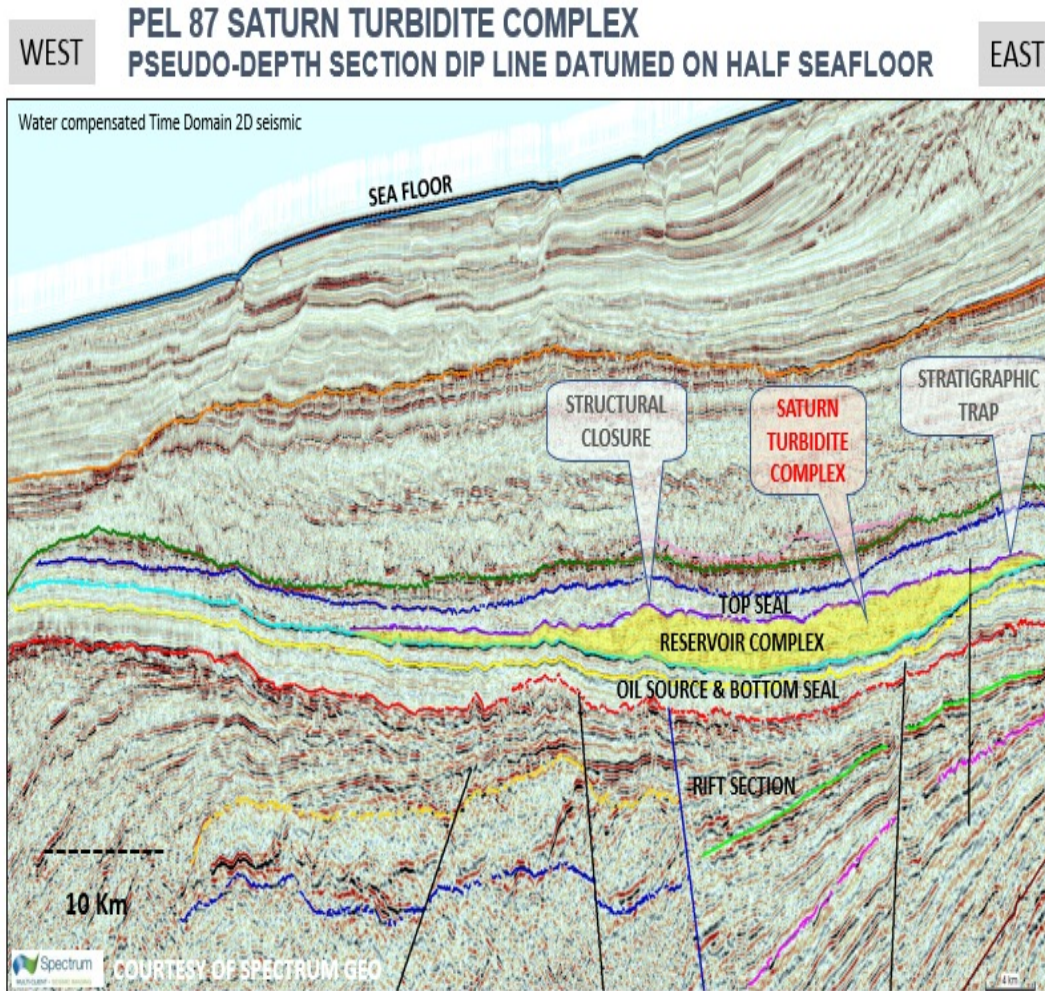 WEST
PEL 87 SATURN TURBIDITE COMPLEX
PSEUDO-DEPTH SECTION DIP LINE DATUMED ON HALF SEAFLOOR
EAST
Water compensated Time Domain 2D seismic
SEA FLOOR
STRUCTURAL
CLOSURE
SATURN
TURBIDITE
COMPLEX
STRATIGRAPHIC
TRAP
TOP SEAL
RESERVOIR COMPLEX
OIL SOURCE & BOTTOM SEAL
RIFT SECTION
10 Km
Spectrum
COURTESY OF SPECTRUM GEO
4 km